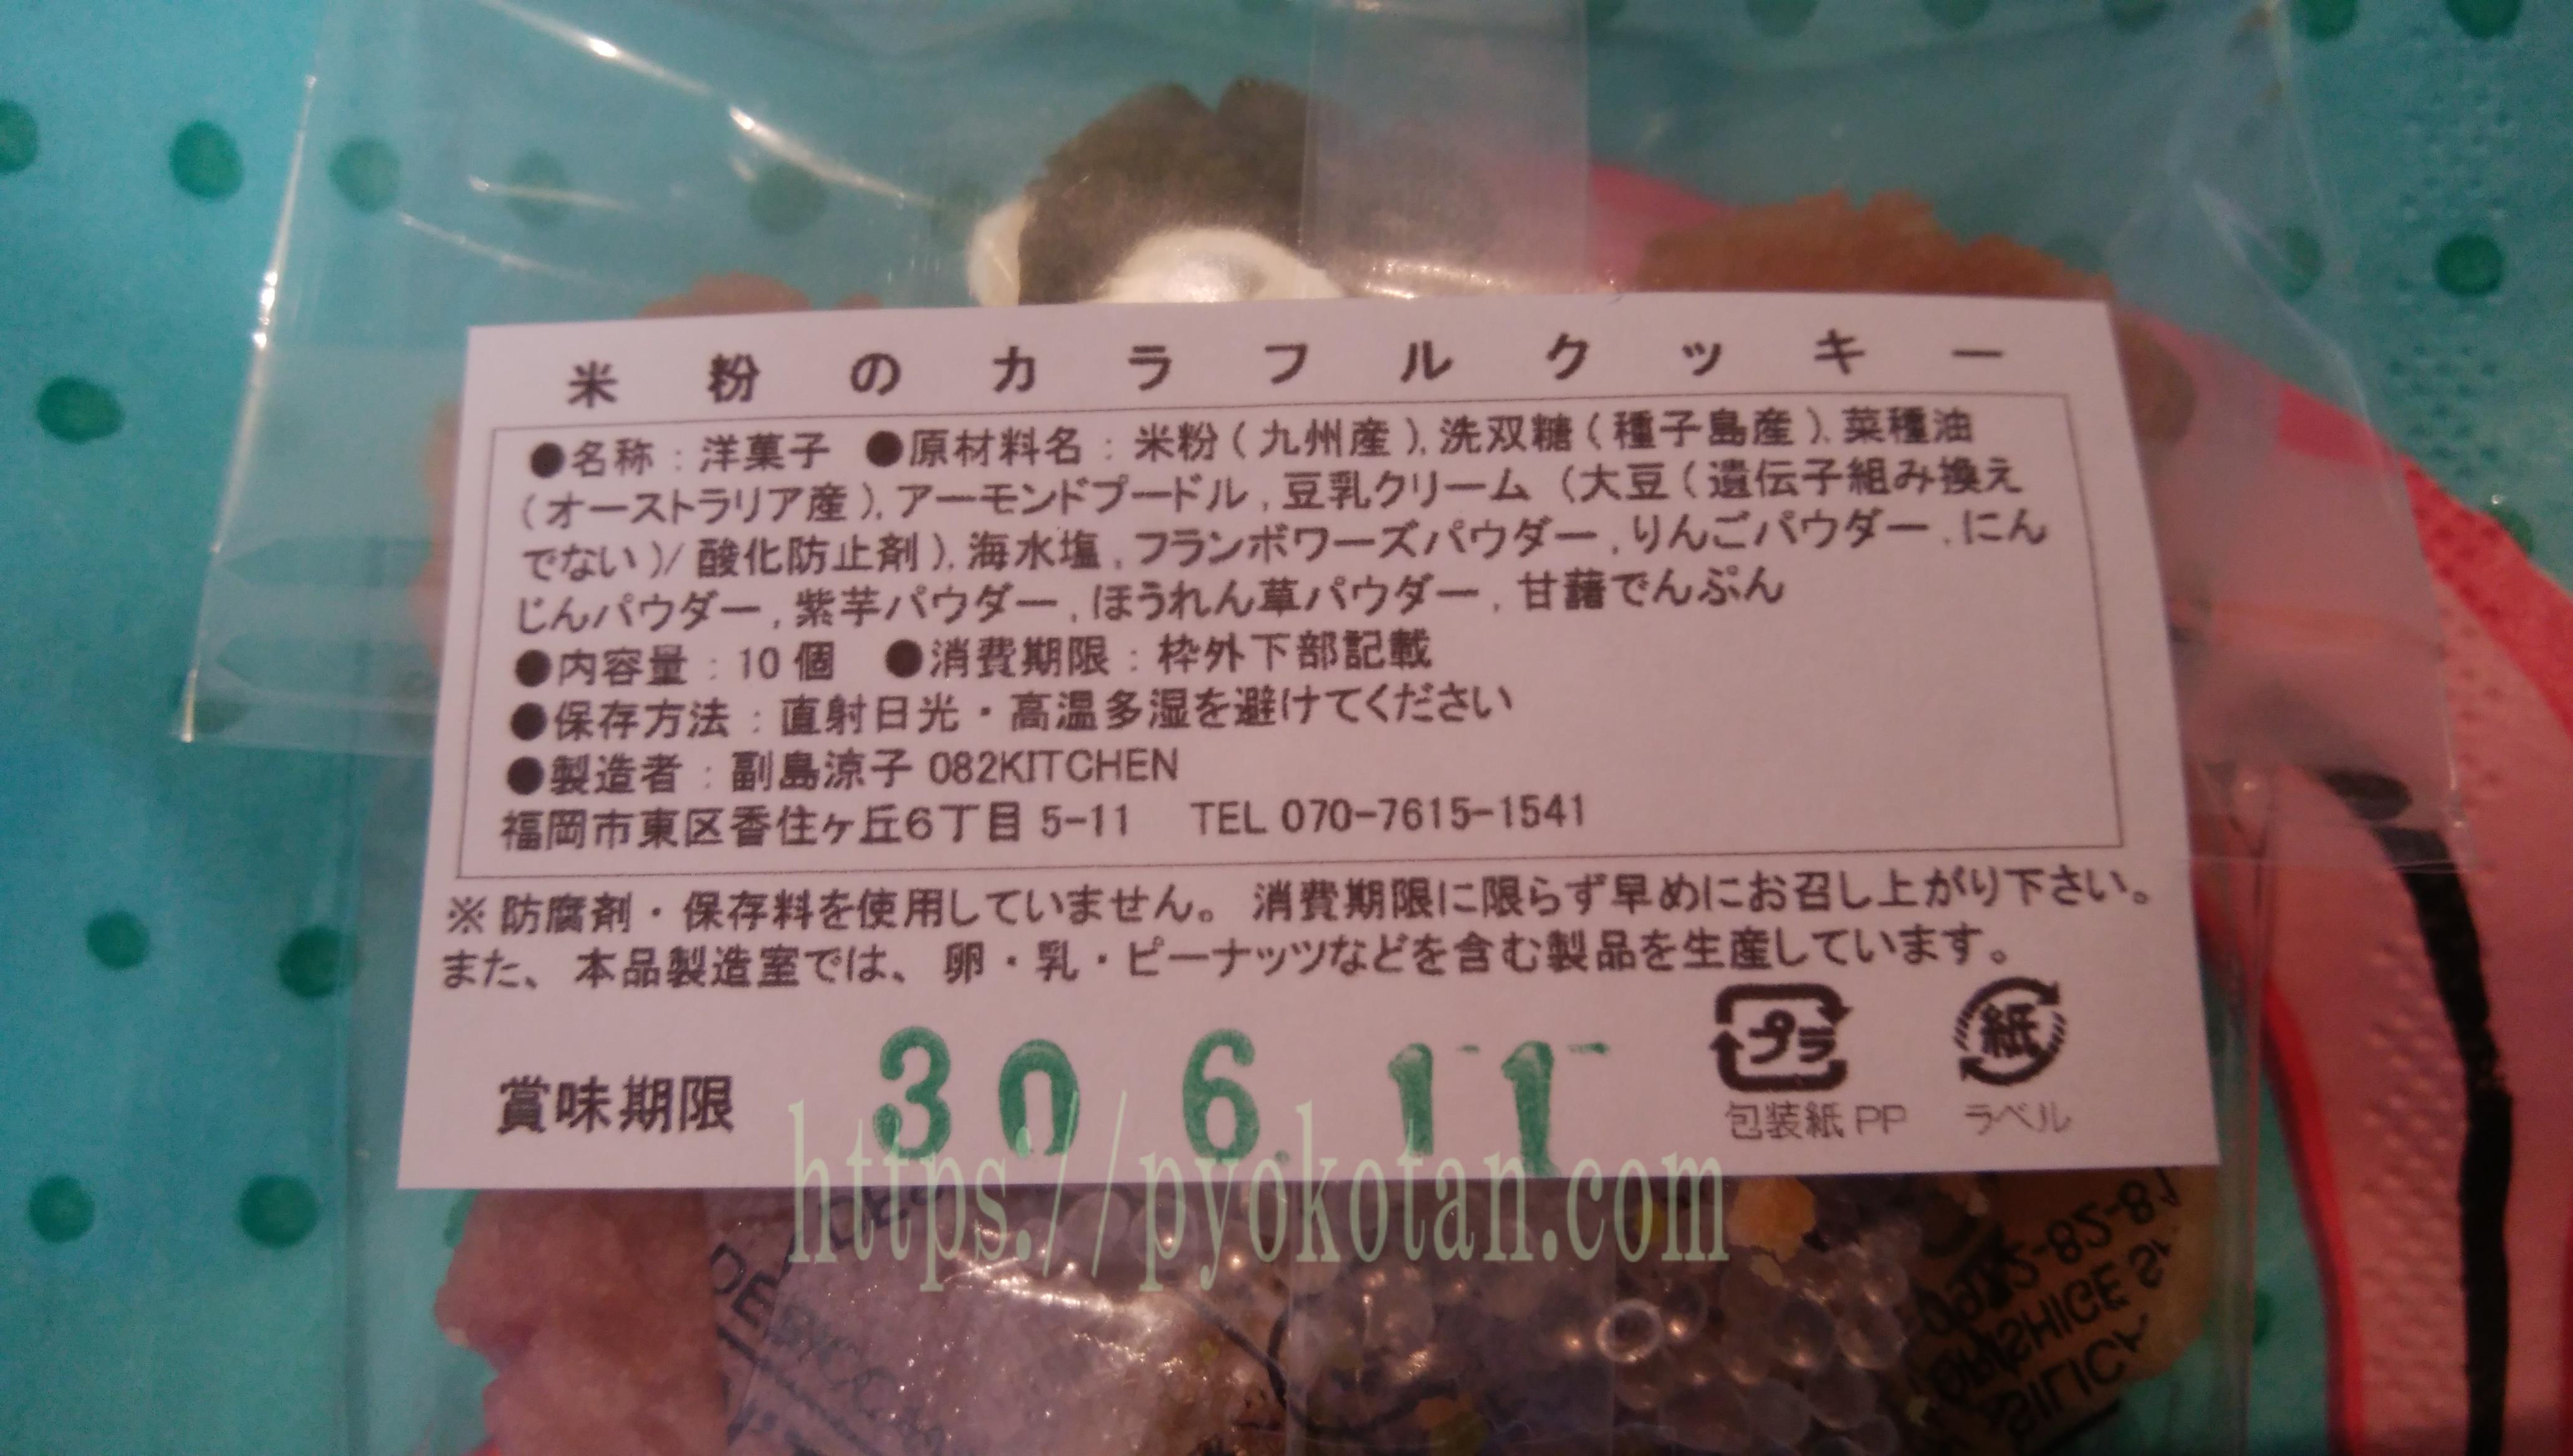 米粉のカラフルクッキー
●名称：洋菓子　●原材料名：米粉(九州産),洗双糖(種子島産),菜種油
(オーストラリア産),アーモンドプードル,豆乳クリーム（大豆(遺伝子組み換え
でない)/酸化防止剤),海水塩,フランボワーズパウダー,りんごパウダー,にん
じんパウダー,紫芋パウダー,ほうれん草パウダー,甘藷でんぷん
●内容量：10個　●消費期限：枠外下部記載
●保存方法：直射日光・高温多湿を避けてください
●製造者：副島涼子 082KITCHEN
福岡市東区香住ヶ丘6丁目5-11　TEL 070-7615-1541
※防腐剤・保存料を使用していません。消費期限に限らず早めにお召し上がり下さい。
また、本品製造室では、卵・乳・ピーナッツなどを含む製品を生産しています。
賞味期限　30 6.11
プラ　紙
包装紙PP　ラベル
https://pyokotan.com